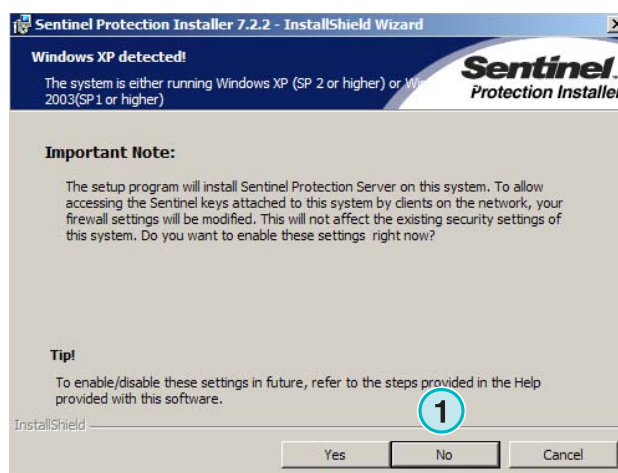 Sentinel Protection Installer 7.2.2 - InstallShield Wizard
Windows XP detected!
The system is either running Windows XP (SP 2 or higher) or
2003(SP1 or higher)
Sentinel.
Protection Installer
Important Note:
The setup program will install Sentinel Protection Server on this system. To allow
accessing the Sentinel keys attached to this system by clients on the network, your
firewall settings will be modified. This will not affect the existing security settings of
this system. Do you want to enable these settings right now?
Tip!
To enable/disable these settings in future, refer to the steps provided in the Help
provided with this software.
1
InstallShield
Yes
No
Cancel